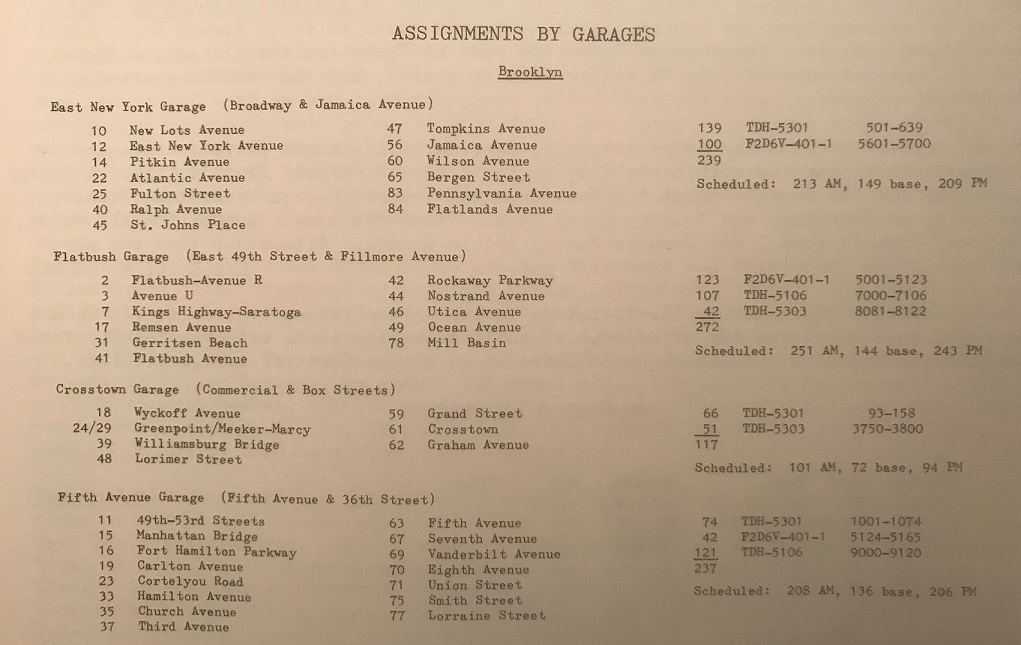 ASSIGNMENTS BY GARAGES
Brooklyn
East New York Garage (Broadway & Jamaica Avenue)
10 New Lots Avenue 47 Tompkins Avenue 139 TDH-5301 501-639
12 East New York Avenue 56 Jamaica Avenue 100 F2D6V-401-1 5601-5700
14 Pitkin Avenue 60 Wilson Avenue 239
22 Atlantic Avenue 65 Bergen Street
25 Fulton Street 83 Pennsylvania Avenue Scheduled: 213 AM, 149 base, 209 PM
40 Ralph Avenue 84 Flatlands Avenue
45 St. Johns Place
Flatbush Garage (East 49th Street & Fillmore Avenue)
2 Flatbush-Avenue R 42 Rockaway Parkway 123 F2D6V-401-1 5001-5123
3 Avenue U 44 Nostrand Avenue 107 TDH-5106 7000-7106
7 Kings Highway-Saratoga 46 Utica Avenue 42 TDH-5303 8081-8122
17 Remsen Avenue 49 Ocean Avenue 272
31 Gerritsen Beach 78 Mill Basin
41 Flatbush Avenue Scheduled: 251 AM, 144 base, 243 PM
Crosstown Garage (Commercial & Box Streets)
18 Wyckoff Avenue 59 Grand Street 66 TDH-5301 93-158
24/29 Greenpoint/Meeker-Marcy 61 Crosstown 51 TDH-5303 3750-3800
39 Williamsburg Bridge 62 Graham Avenue 117
48 Lorimer Street
Scheduled: 101 AM, 72 base, 94 PM
Fifth Avenue Garage (Fifth Avenue & 36th Street)
11 49th-53rd Streets 63 Fifth Avenue 74 TDH-5301 1001-1074
15 Manhattan Bridge 67 Seventh Avenue 42 F2D6V-401-1 5124-5165
16 Fort Hamilton Parkway 69 Vanderbilt Avenue 121 TDH-5106 9000-9120
19 Carlton Avenue 70 Eighth Avenue 237
23 Cortelyou Road 71 Union Street
33 Hamilton Avenue 75 Smith Street Scheduled: 208 AM, 136 base, 206 PM
35 Church Avenue 77 Lorraine Street
37 Third Avenue